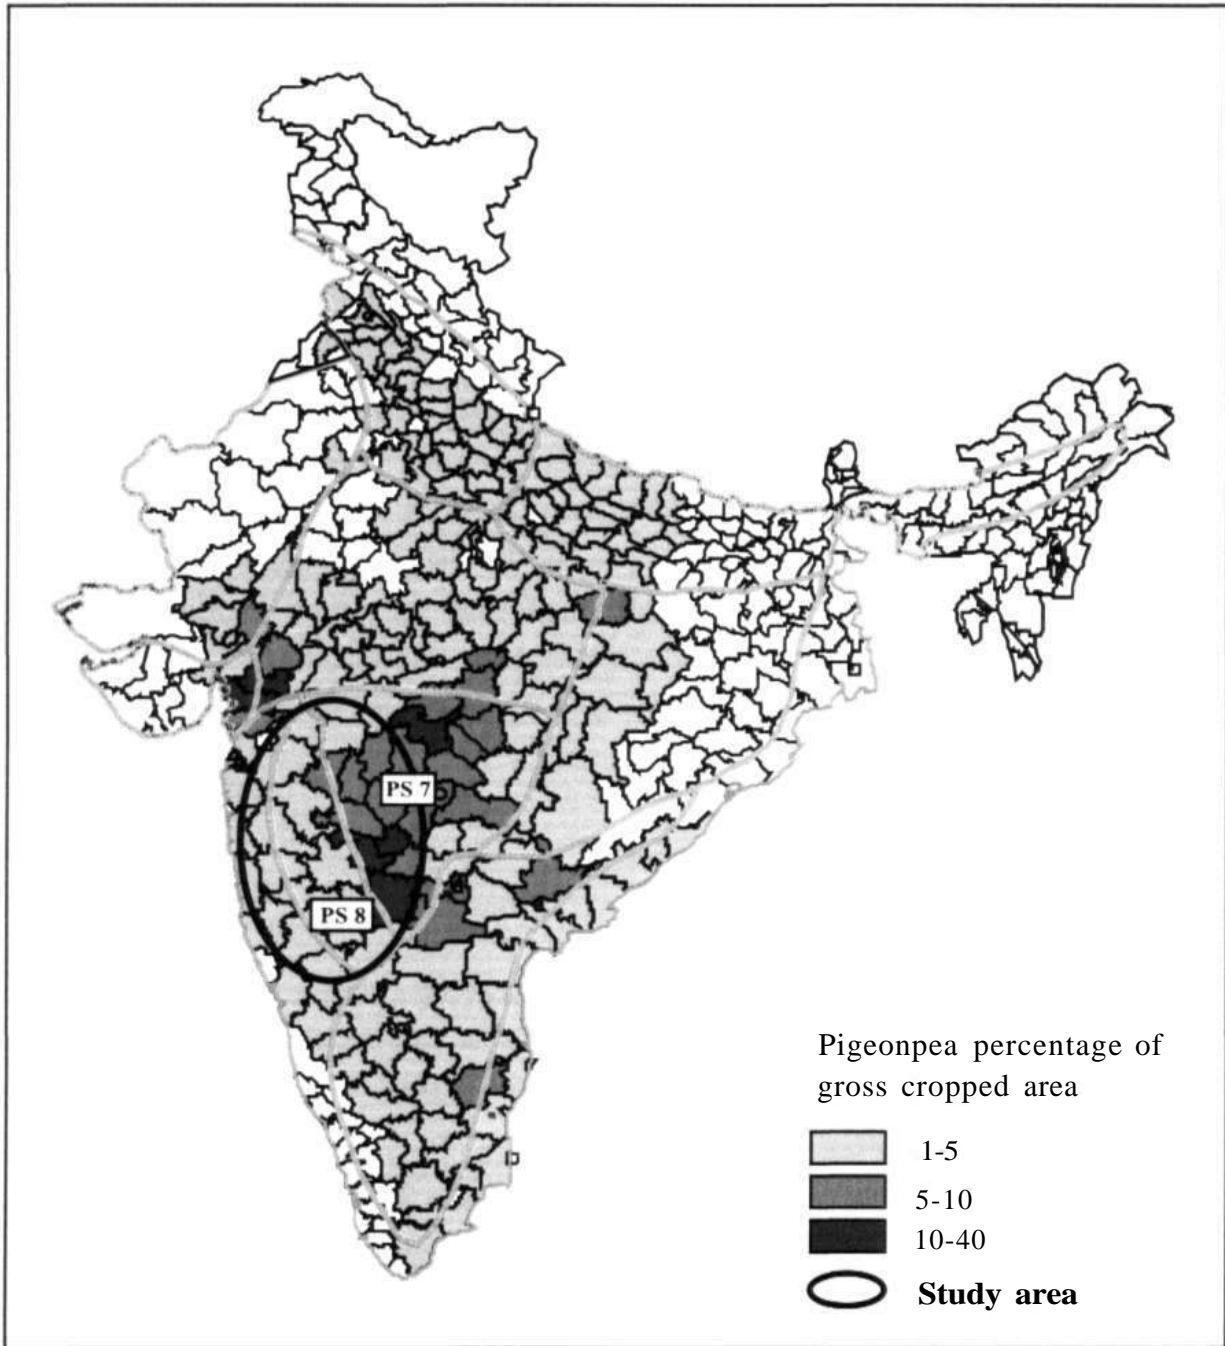 PS 7
PS 8
Pigeonpea percentage of
gross cropped area
1-5
5-10
10-40
Study area